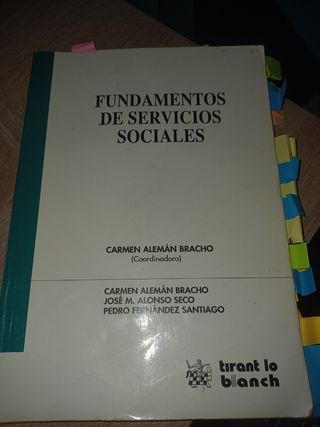 FUNDAMENTOS
DE SERVICIOS
SOCIALES
CARMEN ALEMÁN BRACHO
(Coordinadora)
CARMEN ALEMÁN BRACHO
JOSÉ M. ALONSO SECO
PEDRO FERNÁNDEZ SANTIAGO
tirant lo
blanch